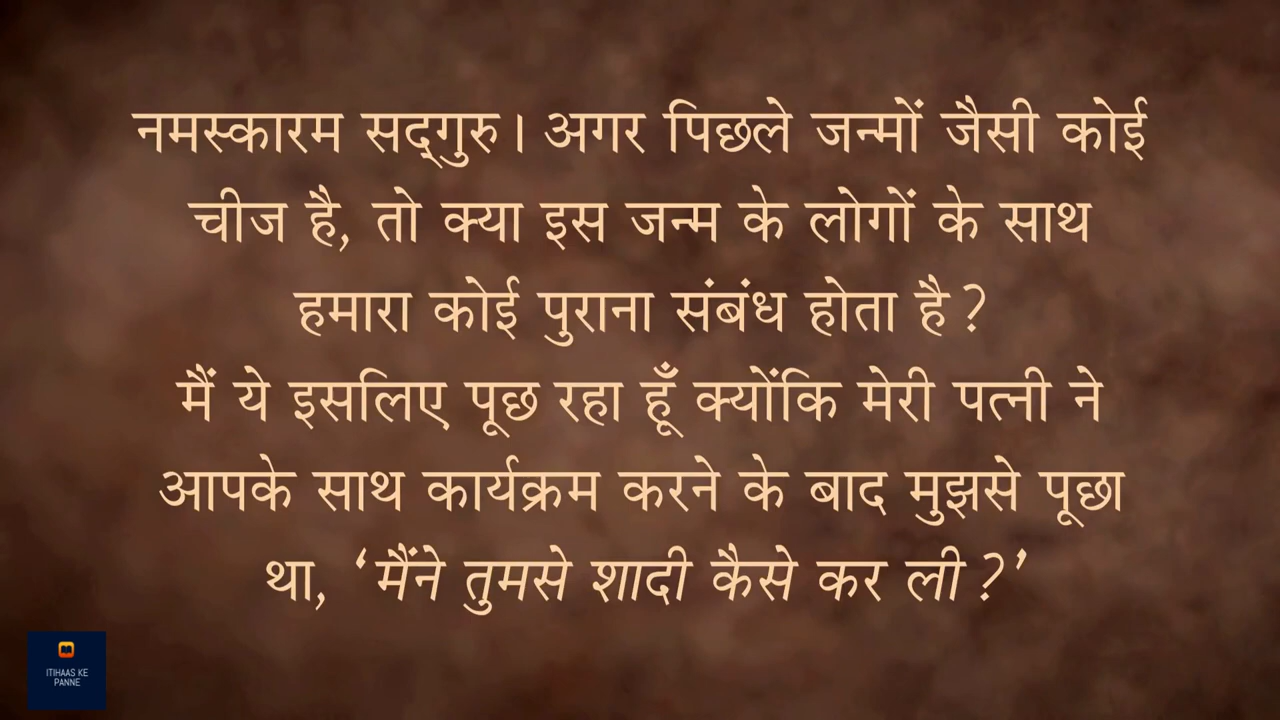 नमस्कारम सद्‌गुरु। अगर पिछले जन्मों जैसी कोई
चीज है, तो क्या इस जन्म के लोगों के साथ
हमारा कोई पुराना संबंध होता है?
मैं ये इसलिए पूछ रहा हूँ क्योंकि मेरी पत्नी ने
आपके साथ कार्यक्रम करने के बाद मुझसे पूछा
था, ‘मैंने तुमसे शादी कैसे कर ली?’
ITIHAAS KE
PANNE